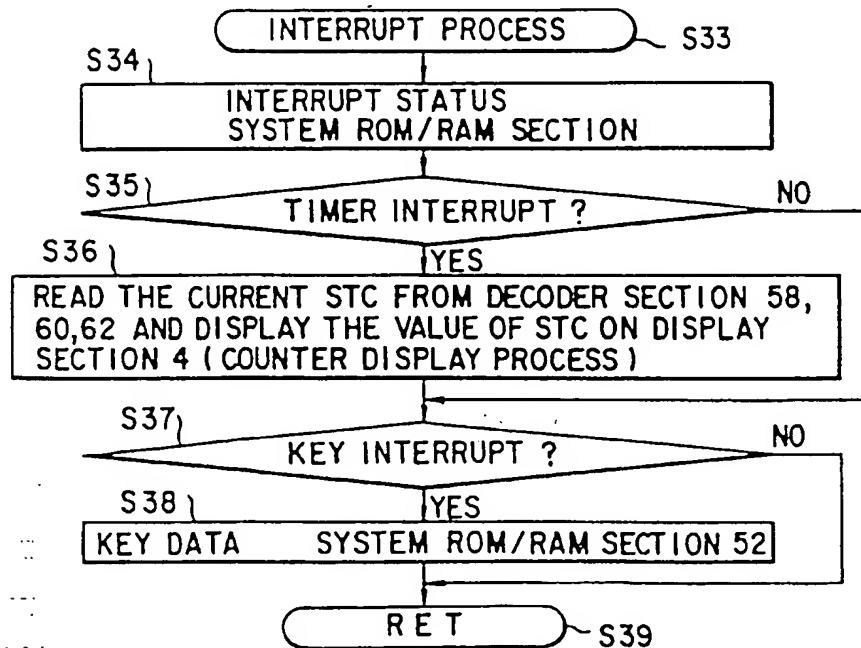 INTERRUPT PROCESS
S33
S34
INTERRUPT STATUS
SYSTEM ROM/RAM SECTION
S35
TIMER INTERRUPT ?
NO
S36
YES
READ THE CURRENT STC FROM DECODER SECTION 58,
60,62 AND DISPLAY THE VALUE OF STC ON DISPLAY
SECTION 4 (COUNTER DISPLAY PROCESS)
S37
KEY INTERRUPT ?
NO
S38
YES
KEY DATA SYSTEM ROM/RAM SECTION 52
RET
S39